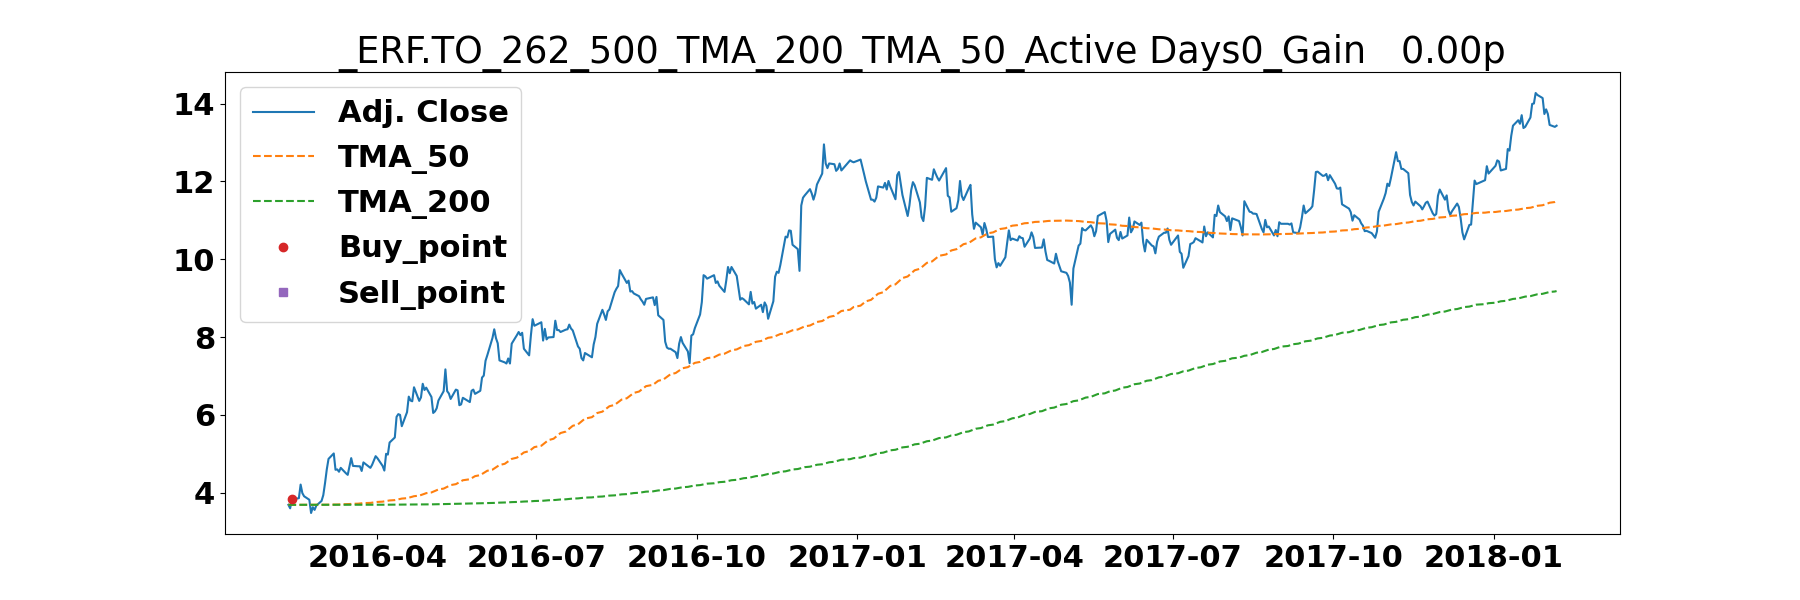 _ERF.TO_262_500_TMA_200_TMA_50_Active Days0_Gain   0.00p
Adj. Close
TMA_50
TMA_200
Buy_point
Sell_point
14
12
10
8
6
4
2016-04 2016-07 2016-10 2017-01 2017-04 2017-07 2017-10 2018-01